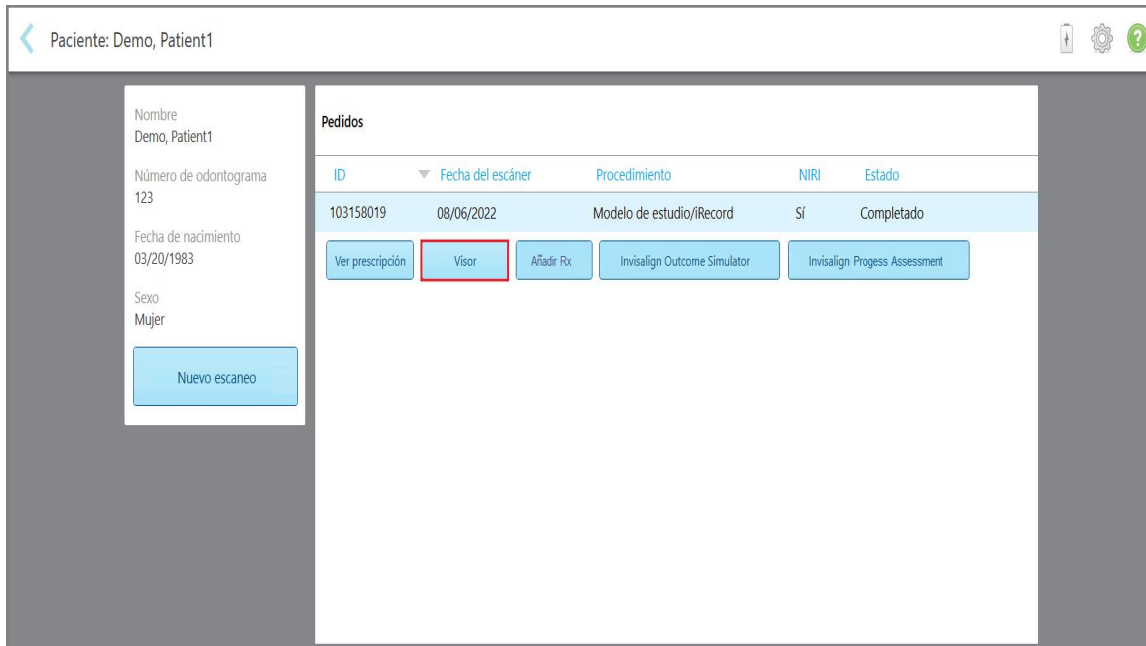 Paciente: Demo, Patient1
?
Nombre
Demo, Patient1
Número de odontograma
123
Fecha de nacimiento
03/20/1983
Sexo
Mujer
Nuevo escaneo
Pedidos
ID Fecha del escáner Procedimiento NIRI Estado
103158019 08/06/2022 Modelo de estudio/iRecord Sí Completado
Ver prescripción Visor Añadir Rx Invisalign Outcome Simulator Invisalign Progess Assessment